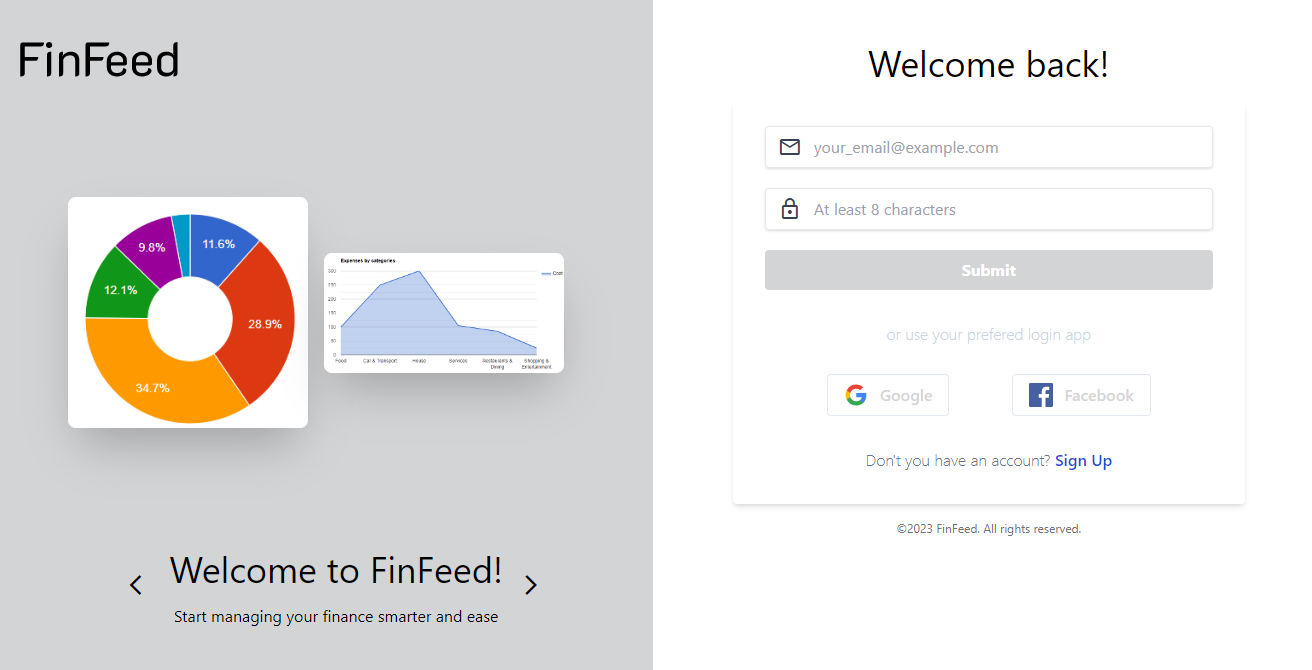 FinFeed
9.8%
11.6%
12.1%
28.9%
34.7%
Expenses by categories
Cost
300
250
200
150
100
50
0
Food
Car & Transport
House
Services
Restaurants &
Dining
Shopping &
Entertainment
Welcome to FinFeed!
Start managing your finance smarter and ease
Welcome back!
your_email@example.com
At least 8 characters
Submit
or use your prefered login app
Google
Facebook
Don't you have an account? Sign Up
©2023 FinFeed. All rights reserved.